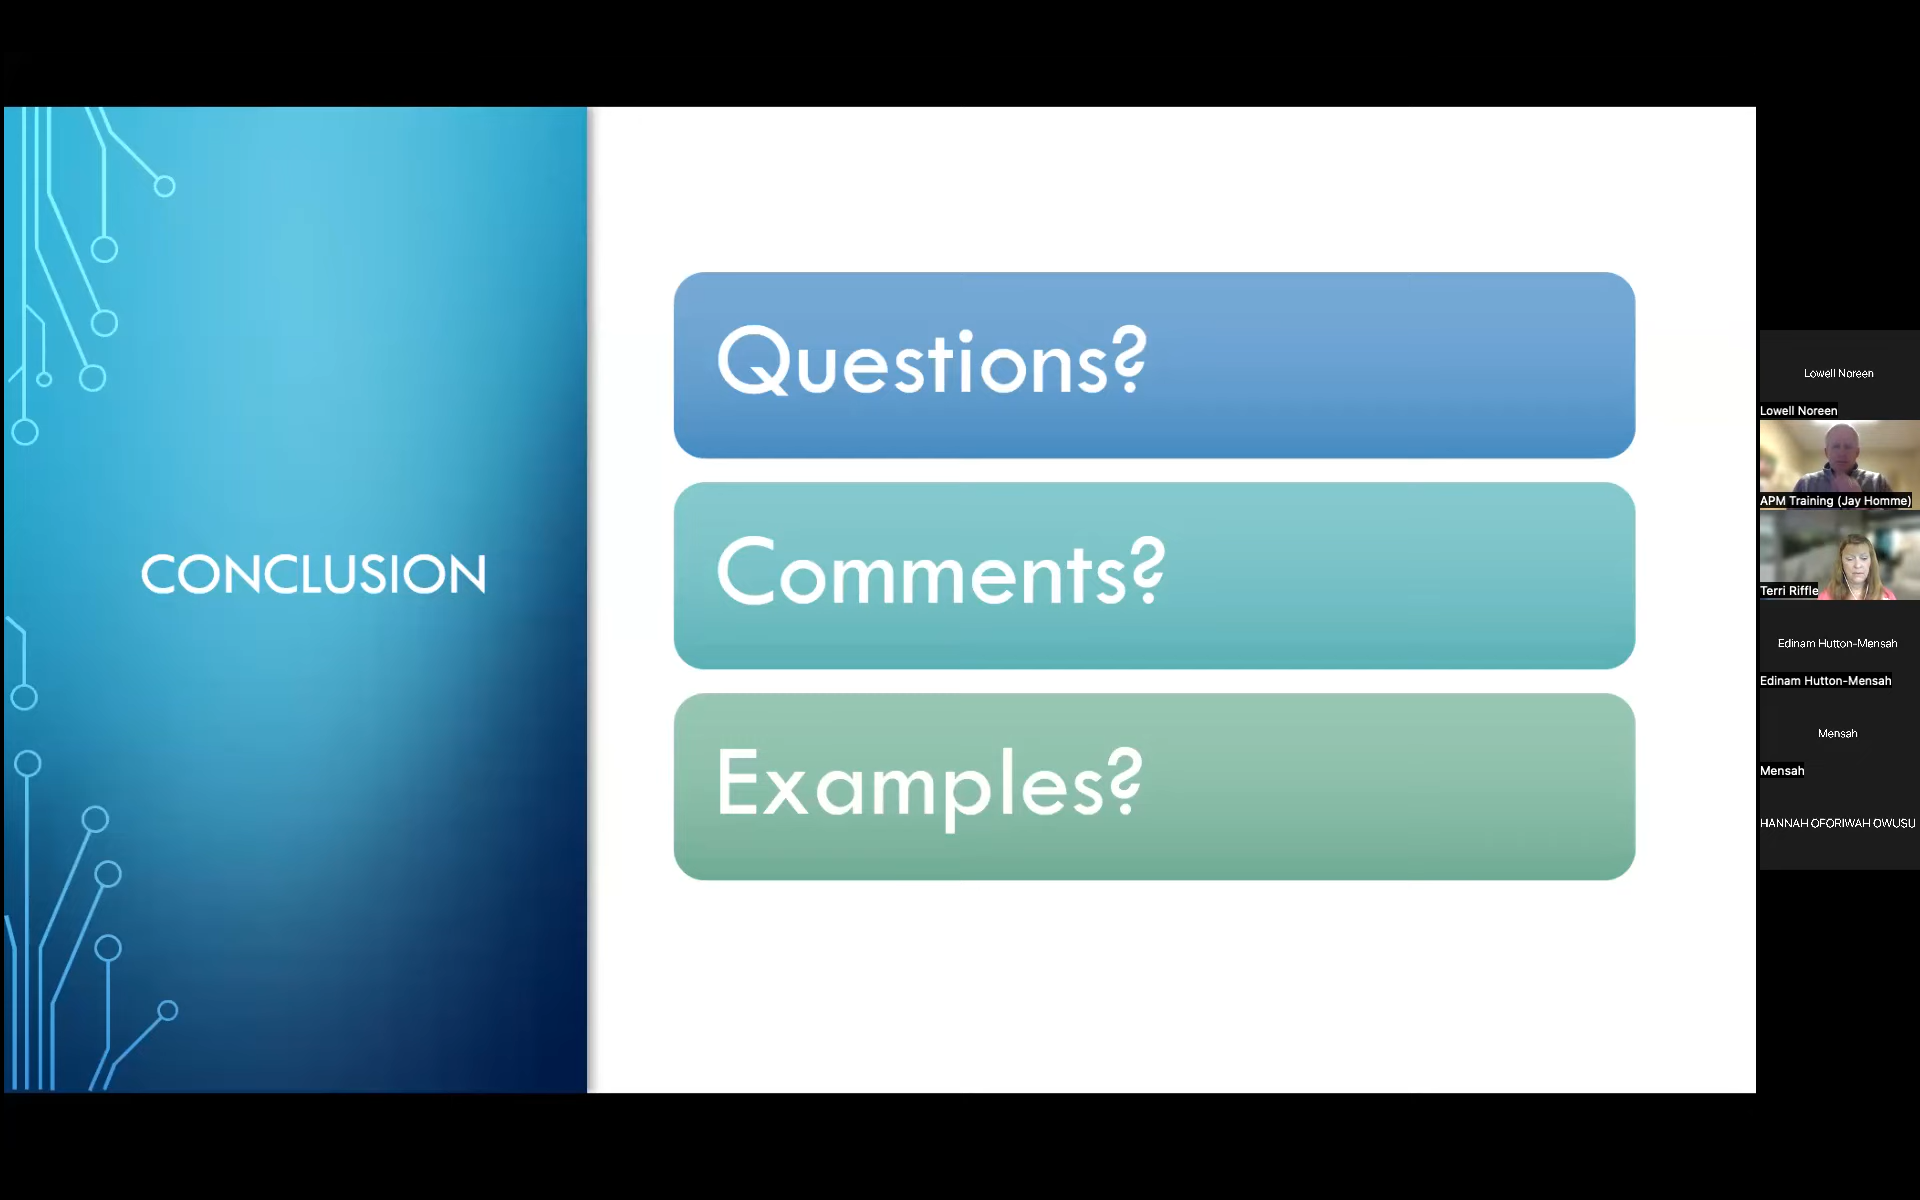 CONCLUSION
Questions?
Comments?
Examples?
Lowell Noreen
Lowell Noreen
APM Training (Jay Homme)
Terri Riffle
Edinam Hutton-Mensah
Edinam Hutton-Mensah
Mensah
Mensah
HANNAH OFORIWAH OWUSU